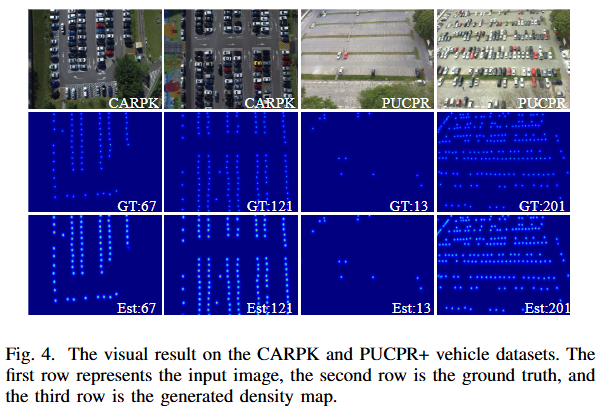 CARPK CARPK PUCPR PUCPR
GT:67 GT:121 GT:13 GT:201
Est:67 Est:121 Est:13 Est:201
Fig. 4. The visual result on the CARPK and PUCPR+ vehicle datasets. The
first row represents the input image, the second row is the ground truth, and
the third row is the generated density map.